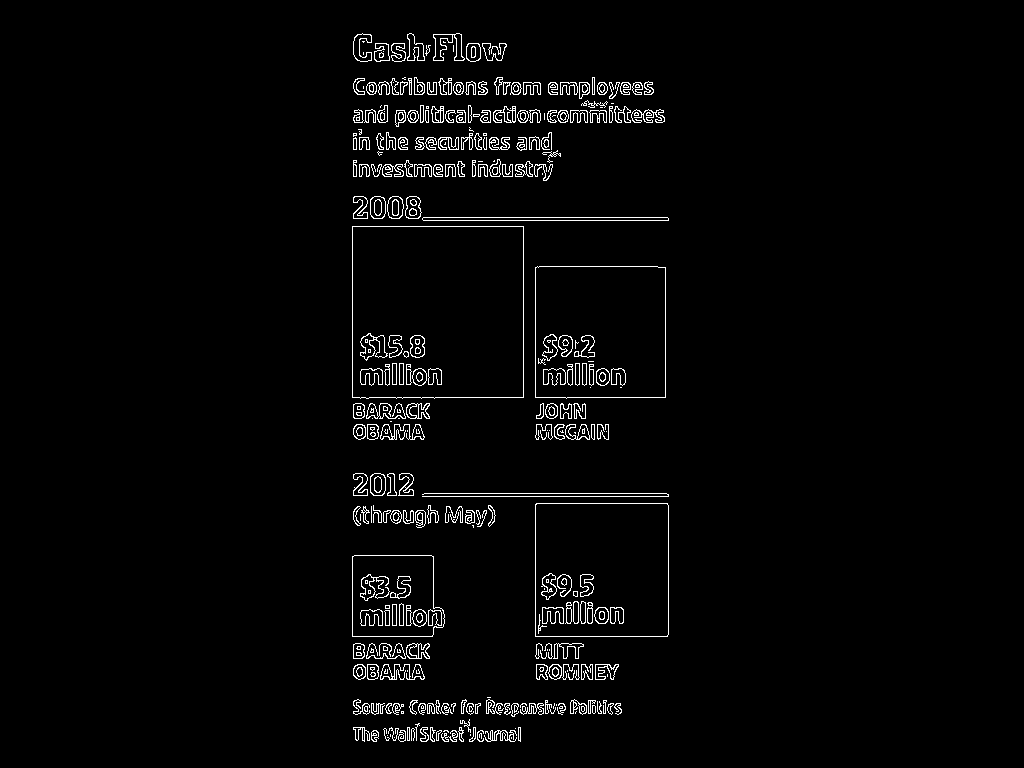 Cash Flow
Contributions from employees
and political-action committees
in the securities and
investment industry
2008
$15.8
million
BARACK
OBAMA
$9.2
million
JOHN
MCCAIN
2012
(through May)
$3.5
million
BARACK
OBAMA
$9.5
million
MITT
ROMNEY
Source: Center for Responsive Politics
The Wall Street Journal